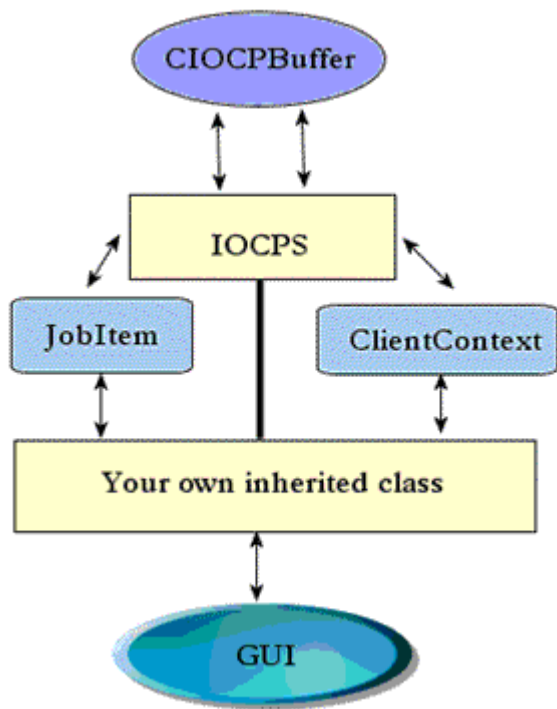 CIOCPBuffer
IOCPS
JobItem
ClientContext
Your own inherited class
GUI